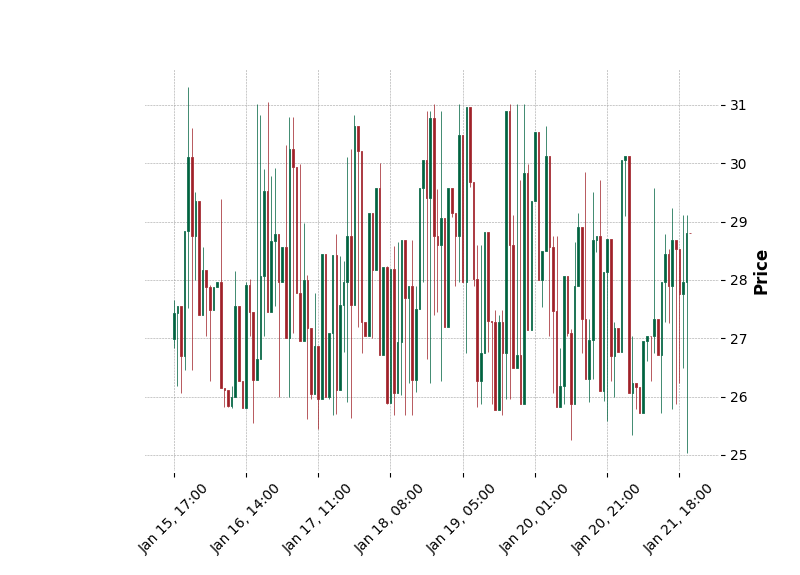 31
30
29
28
27
26
25
Price
Jan 15, 17:00
Jan 16, 14:00
Jan 17, 11:00
Jan 18, 08:00
Jan 19, 05:00
Jan 20, 01:00
Jan 20, 21:00
Jan 21, 18:00